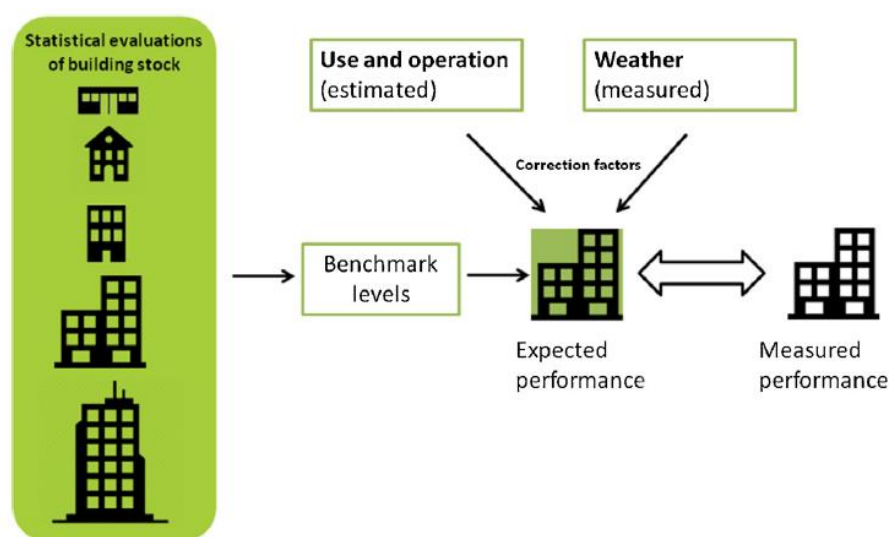 Statistical evaluations
of building stock
Use and operation
(estimated)
Weather
(measured)
Correction factors
Benchmark
levels
Expected
performance
Measured
performance